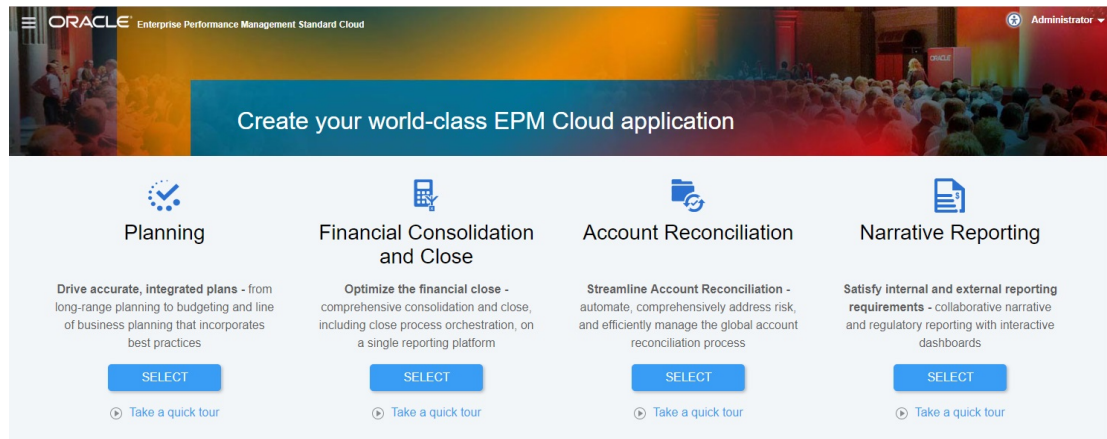 ORACLE Enterprise Performance Management Standard Cloud
Administrator
ORACLE
Create your world-class EPM Cloud application
Planning
Drive accurate, integrated plans - from
long-range planning to budgeting and line
of business planning that incorporates
best practices
SELECT
Take a quick tour
Financial Consolidation
and Close
Optimize the financial close -
comprehensive consolidation and close,
including close process orchestration, on
a single reporting platform
SELECT
Take a quick tour
Account Reconciliation
Streamline Account Reconciliation -
automate, comprehensively address risk,
and efficiently manage the global account
reconciliation process
SELECT
Take a quick tour
Narrative Reporting
Satisfy internal and external reporting
requirements - collaborative narrative
and regulatory reporting with interactive
dashboards
SELECT
Take a quick tour